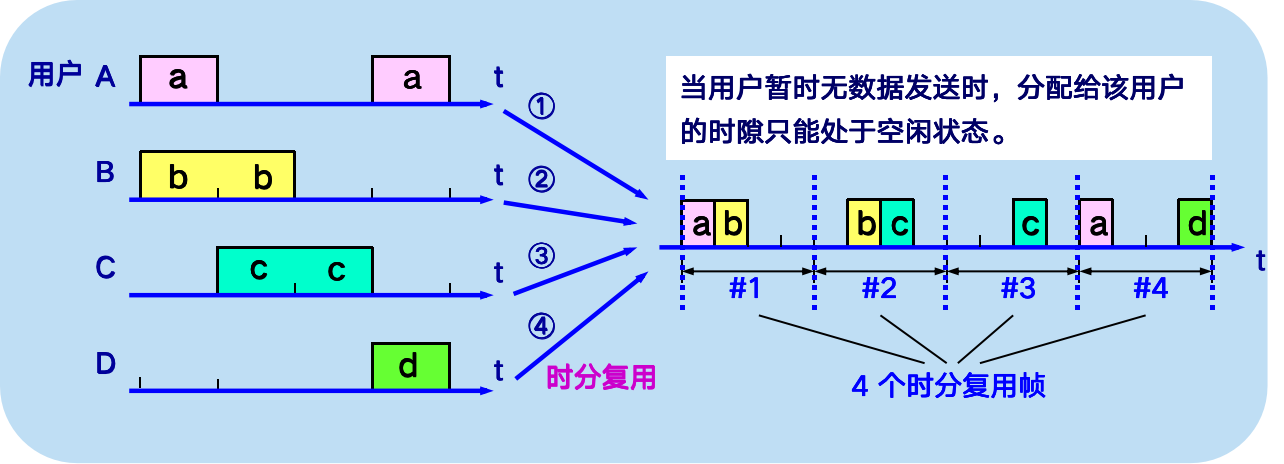 用户 A a a t
①
B b b t
②
C c c t
③
D d t
④
时分复用
当用户暂时无数据发送时，分配给该用户
的时隙只能处于空闲状态。
a b b c c a d t
#1 #2 #3 #4
4 个时分复用帧